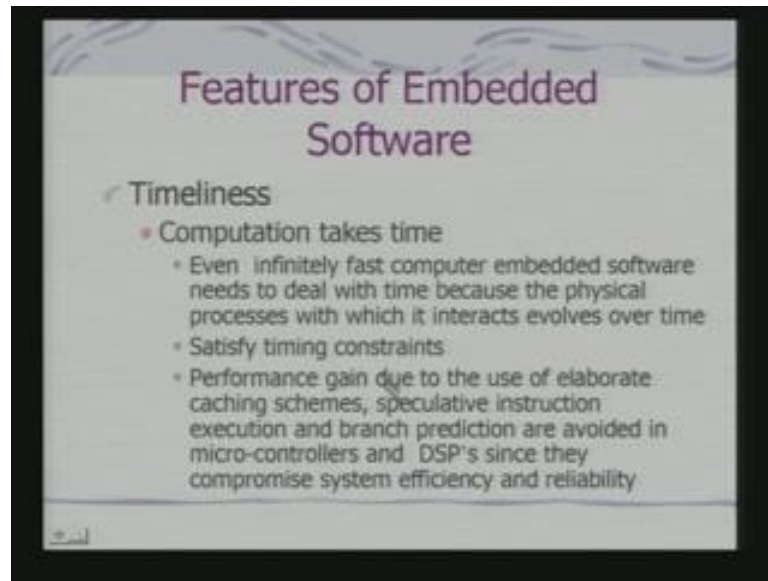 Features of Embedded
Software
Timeliness
Computation takes time
Even infinitely fast computer embedded software
needs to deal with time because the physical
processes with which it interacts evolves over time
Satisfy timing constraints
Performance gain due to the use of elaborate
caching schemes, speculative instruction
execution and branch prediction are avoided in
micro-controllers and DSP's since they
compromise system efficiency and reliability